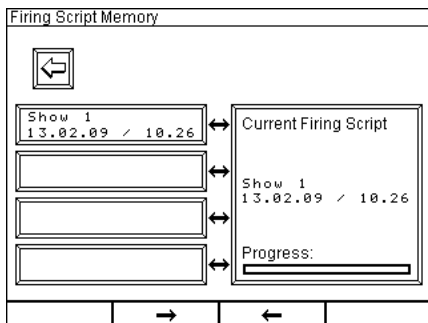 Firing Script Memory
Show 1
13.02.09 / 10.26
Current Firing Script
Show 1
13.02.09 / 10.26
Progress: